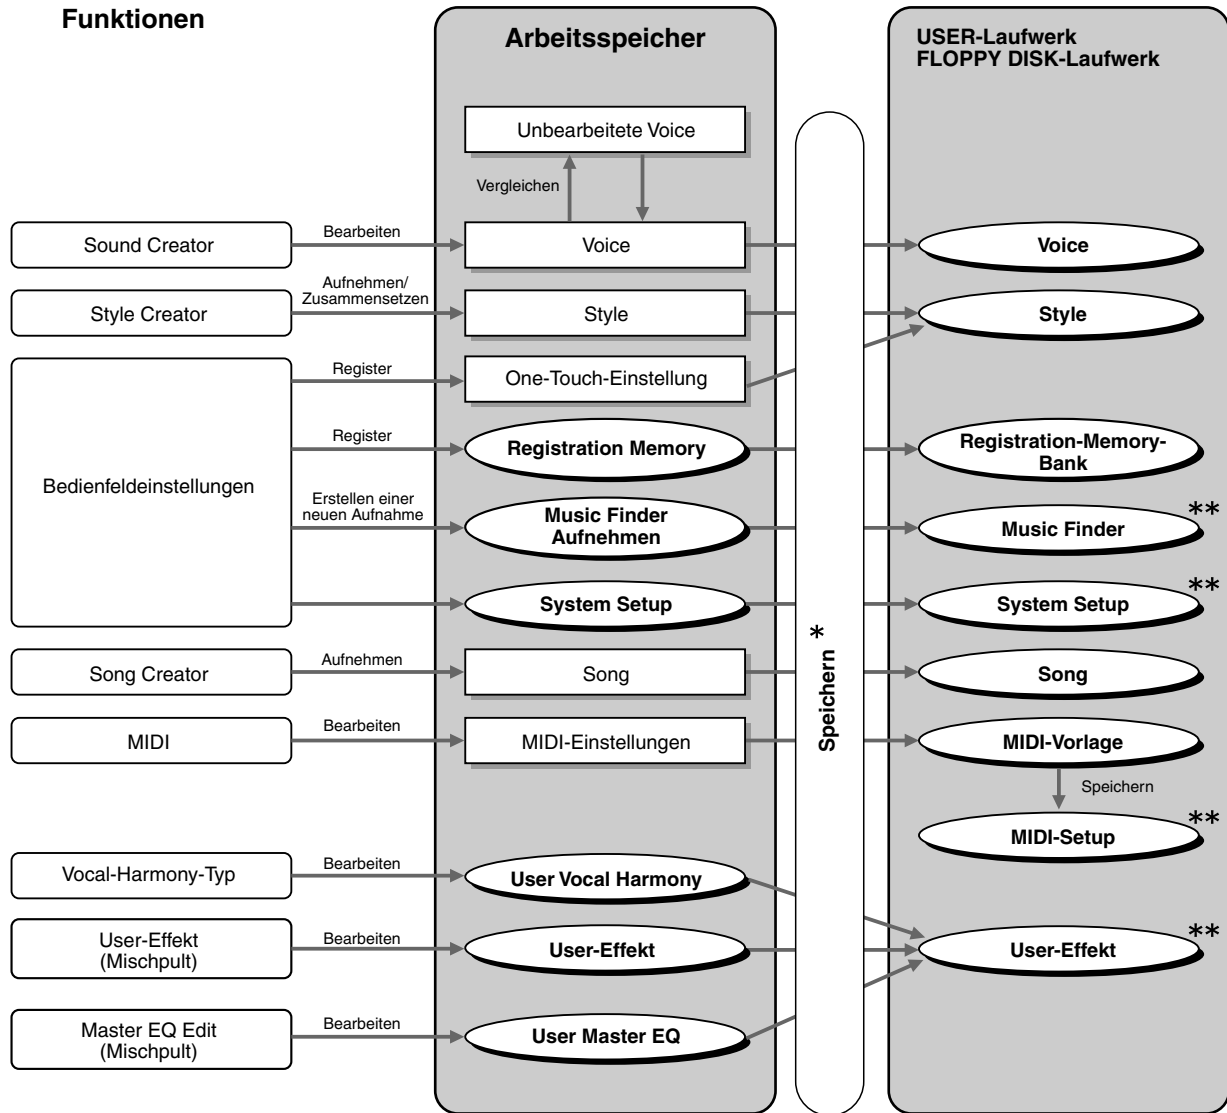 Funktionen
Arbeitsspeicher
USER-Laufwerk
FLOPPY DISK-Laufwerk
Unbearbeitete Voice
Vergleichen
Sound Creator
Bearbeiten
Voice
Voice
Style Creator
Aufnehmen/
Zusammensetzen
Style
Style
Bedienfeldeinstellungen
Register
One-Touch-Einstellung
Register
Registration Memory
Registration-Memory-
Bank
Erstellen einer
neuen Aufnahme
Music Finder
Aufnehmen
Music Finder
**
System Setup
System Setup
**
Speichern *
Song Creator
Aufnehmen
Song
Song
MIDI
Bearbeiten
MIDI-Einstellungen
MIDI-Vorlage
Speichern
MIDI-Setup
**
Vocal-Harmony-Typ
Bearbeiten
User Vocal Harmony
User-Effekt
(Mischpult)
Bearbeiten
User-Effekt
User-Effekt
**
Master EQ Edit
(Mischpult)
Bearbeiten
User Master EQ